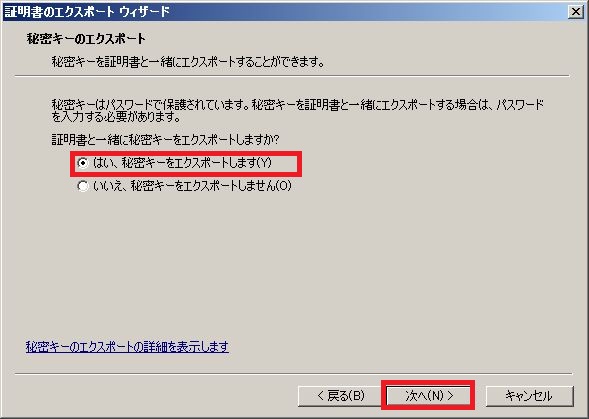 証明書のエクスポート ウィザード
秘密キーのエクスポート
秘密キーを証明書と一緒にエクスポートすることができます。
秘密キーはパスワードで保護されています。秘密キーを証明書と一緒にエクスポートする場合は、パスワード
を入力する必要があります。
証明書と一緒に秘密キーをエクスポートしますか?
はい、秘密キーをエクスポートします(Y)
いいえ、秘密キーをエクスポートしません(O)
秘密キーのエクスポートの詳細を表示します
< 戻る(B) 次へ(N) > キャンセル